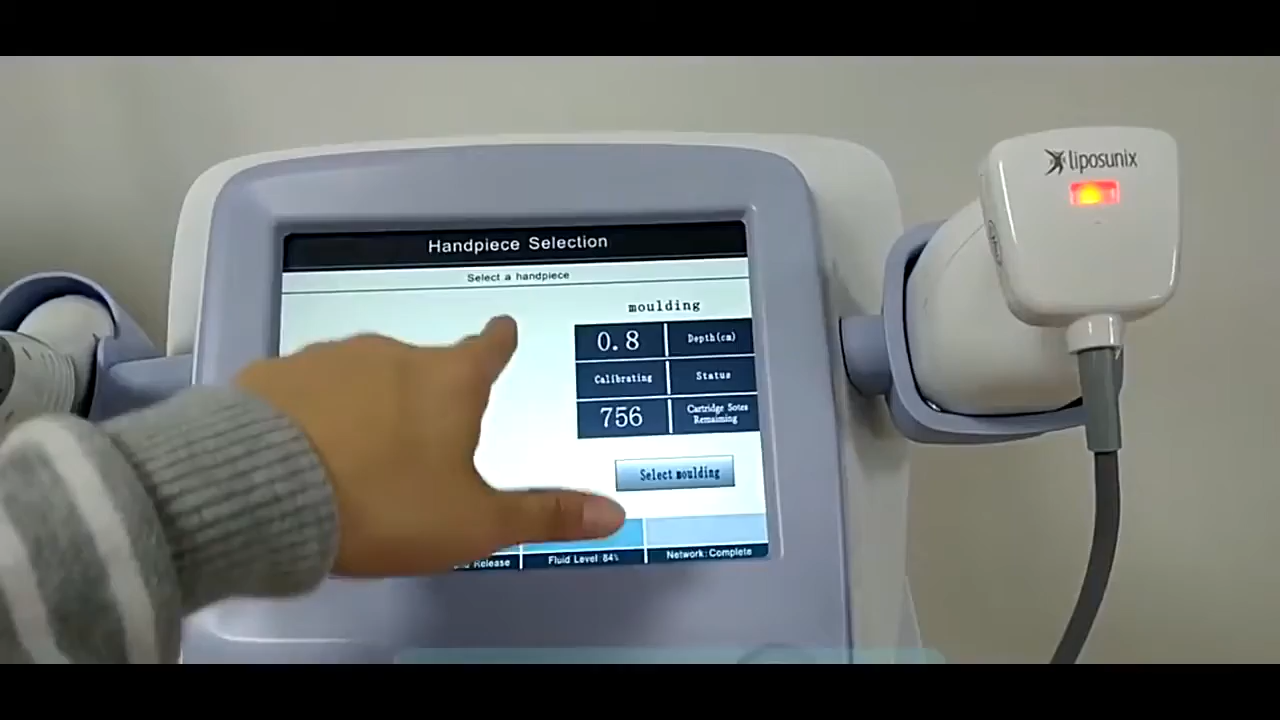 liposunix
Handpiece Selection
Select a handpiece
moulding
0.8 Depth(cm)
Calibrating Status
756 Cartridge Sotes
Remaining
Select moulding
Release Fluid Level:84% Network:Complete